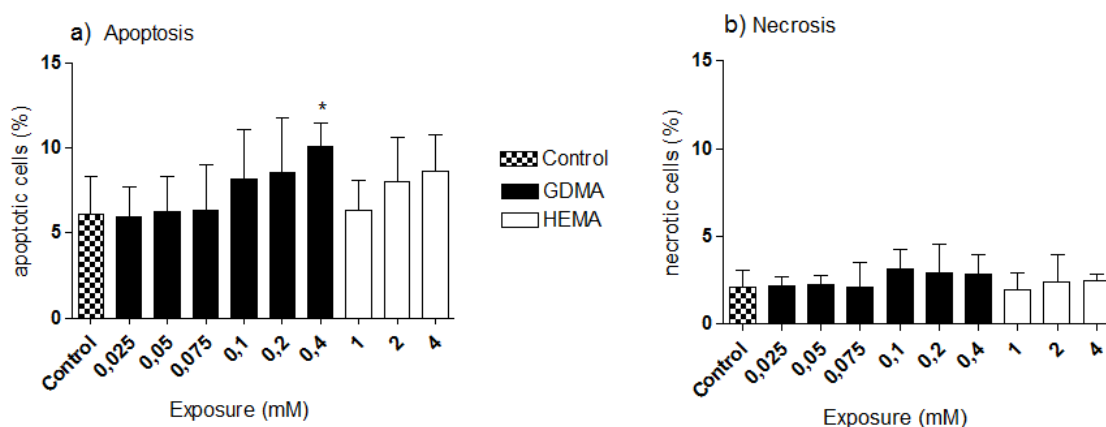 a) Apoptosis
15
10
5
0
apoptotic cells (%)
*
Control
0,025
0,05
0,075
0,1
0,2
0,4
1
2
4
Exposure (mM)
Control
GDMA
HEMA
b) Necrosis
15
10
5
0
necrotic cells (%)
Control
0,025
0,05
0,075
0,1
0,2
0,4
1
2
4
Exposure (mM)